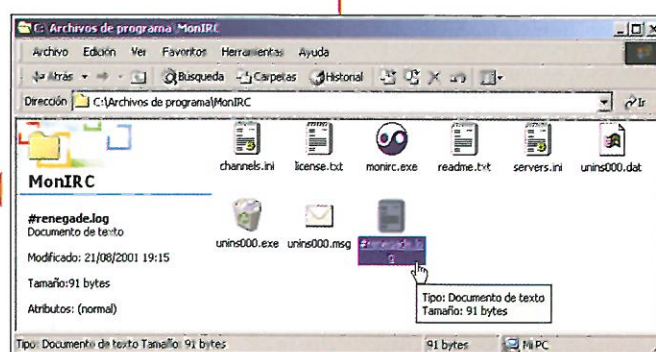 C:\Archivos de programa\MonIRC
Archivo Edición Ver Favoritos Herramientas Ayuda
Atrás Búsqueda Carpetas Historial
Dirección C:\Archivos de programa\MonIRC Ir
MonIRC
#renegade.log
Documento de texto
Modificado: 21/08/2001 19:15
Tamaño:91 bytes
Atributos: (normal)
channels.ini license.txt monirc.exe readme.txt servers.ini unins000.dat
unins000.exe unins000.msg #renegade.lo
g
Tipo: Documento de texto
Tamaño: 91 bytes
Tipo: Documento de texto Tamaño: 91 bytes 91 bytes Mi PC